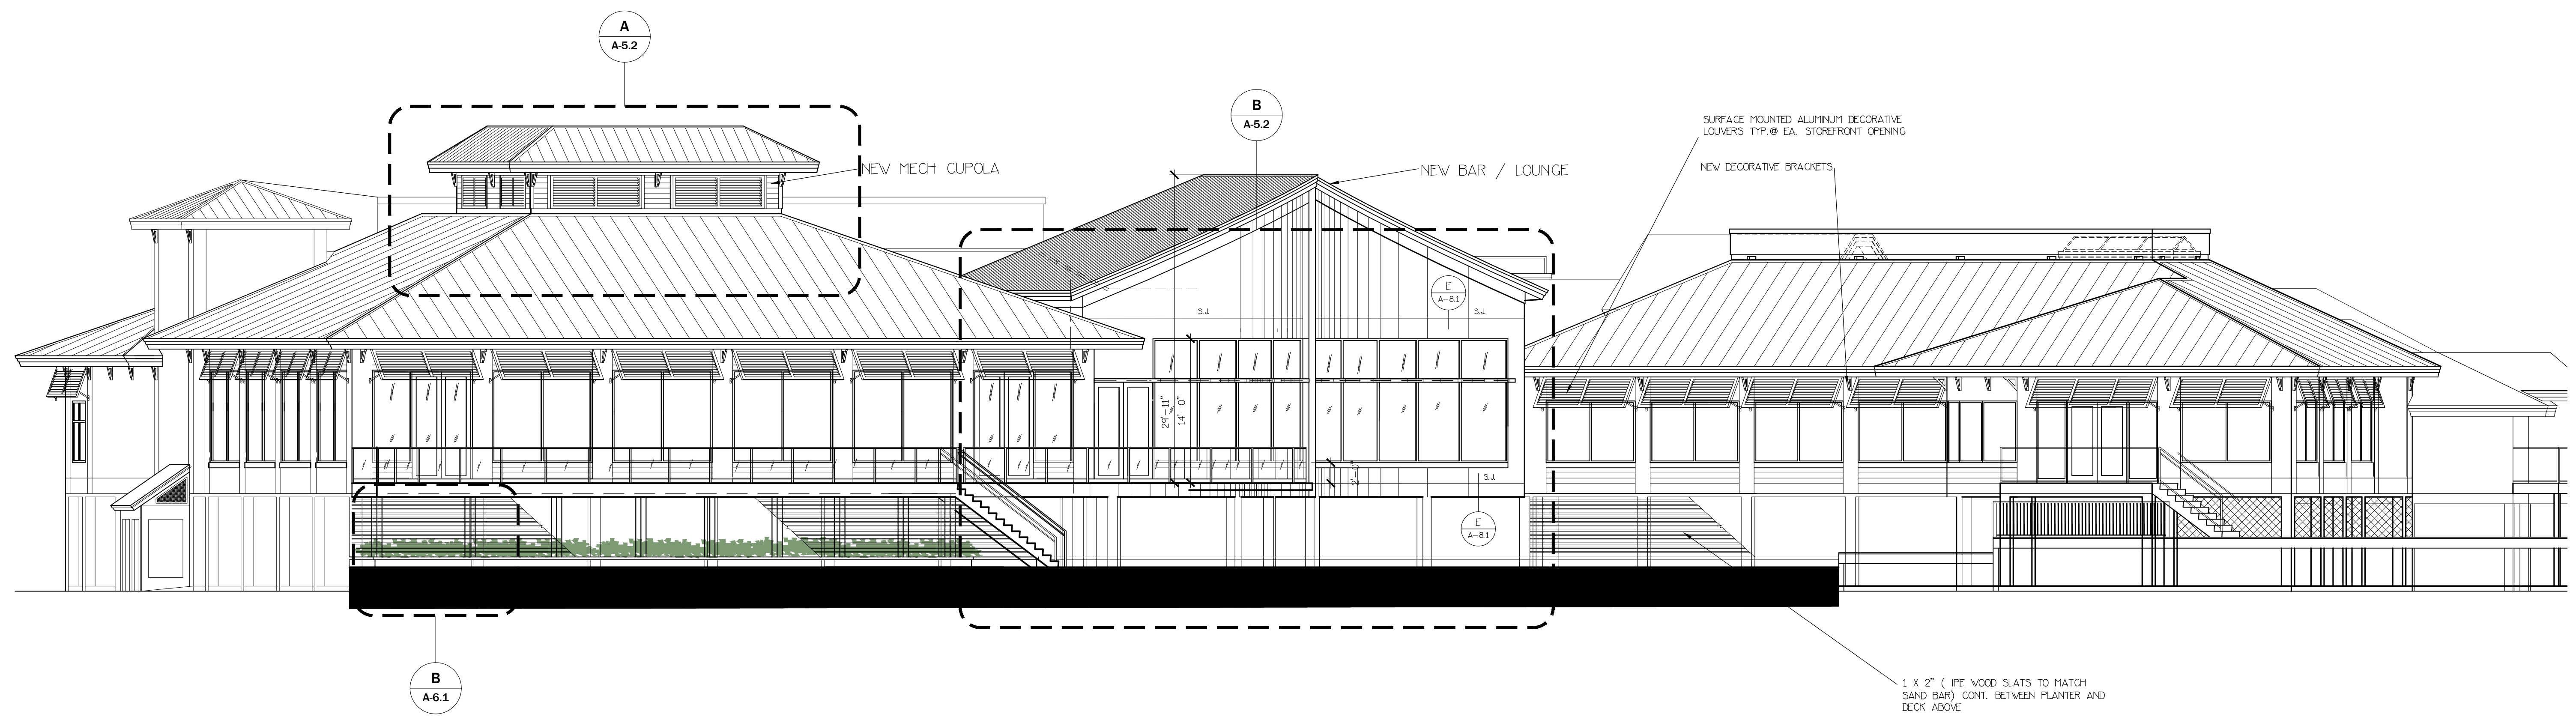 A
A-5.2
B
A-5.2
SURFACE MOUNTED ALUMINUM DECORATIVE
LOUVERS TYP.@ EA. STOREFRONT OPENING
NEW MECH CUPOLA
NEW BAR / LOUNGE
NEW DECORATIVE BRACKETS
E
A-8.1
S.J.
S.J.
29'-11"
14'-0"
2'-0"
S.J.
E
A-8.1
B
A-6.1
1 X 2" ( IPE WOOD SLATS TO MATCH
SAND BAR) CONT. BETWEEN PLANTER AND
DECK ABOVE